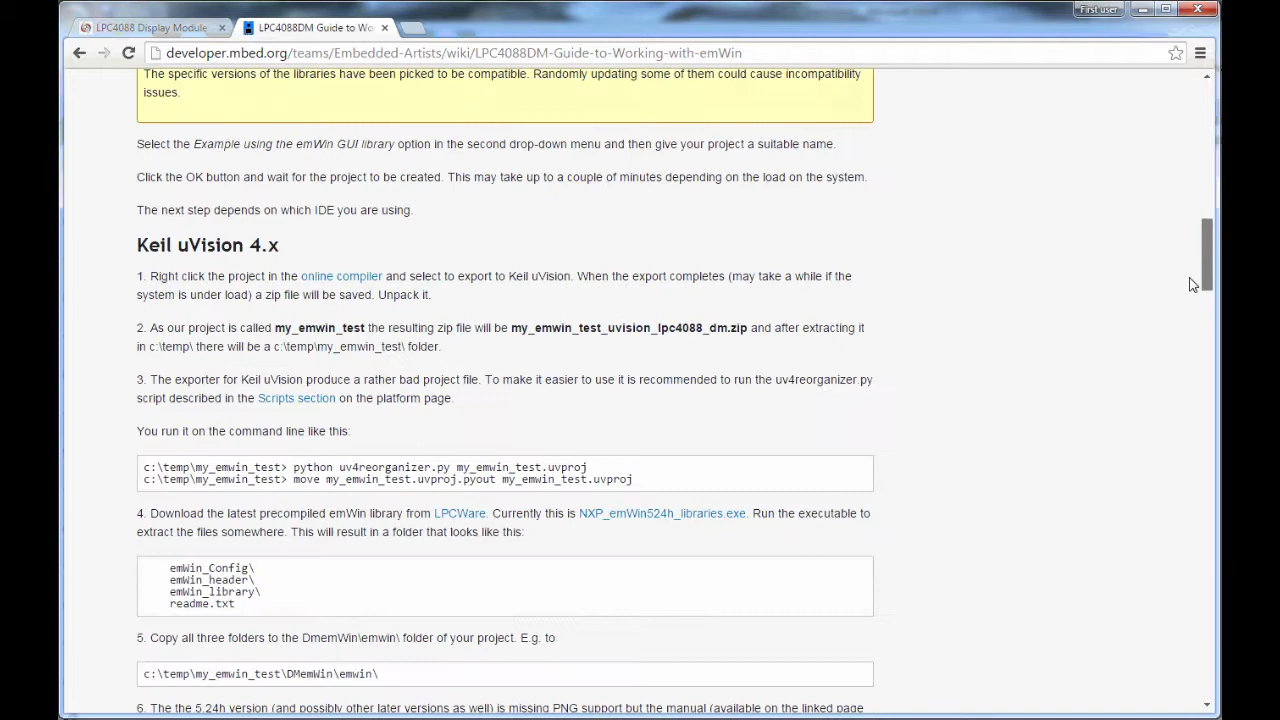 First user
LPC4088 Display Module
LPC4088DM Guide to Wor
developer.mbed.org/teams/Embedded-Artists/wiki/LPC4088DM-Guide-to-Working-with-emWin
The specific versions of the libraries have been picked to be compatible. Randomly updating some of them could cause incompatibility
issues.
Select the Example using the emWin GUI library option in the second drop-down menu and then give your project a suitable name.
Click the OK button and wait for the project to be created. This may take up to a couple of minutes depending on the load on the system.
The next step depends on which IDE you are using.
Keil uVision 4.x
1. Right click the project in the online compiler and select to export to Keil uVision. When the export completes (may take a while if the
system is under load) a zip file will be saved. Unpack it.
2. As our project is called my_emwin_test the resulting zip file will be my_emwin_test_uvision_lpc4088_dm.zip and after extracting it
in c:\temp\ there will be a c:\temp\my_emwin_test\ folder.
3. The exporter for Keil uVision produce a rather bad project file. To make it easier to use it is recommended to run the uv4reorganizer.py
script described in the Scripts section on the platform page.
You run it on the command line like this:
c:\temp\my_emwin_test> python uv4reorganizer.py my_emwin_test.uvproj
c:\temp\my_emwin_test> move my_emwin_test.uvproj.pyout my_emwin_test.uvproj
4. Download the latest precompiled emWin library from LPCWare. Currently this is NXP_emWin524h_libraries.exe. Run the executable to
extract the files somewhere. This will result in a folder that looks like this:
emWin_Config\
emWin_header\
emWin_library\
readme.txt
5. Copy all three folders to the DmemWin\emwin\ folder of your project. E.g. to
c:\temp\my_emwin_test\DMemWin\emwin\
6. The the 5.24h version (and possibly other later versions as well) is missing PNG support but the manual (available on the linked page